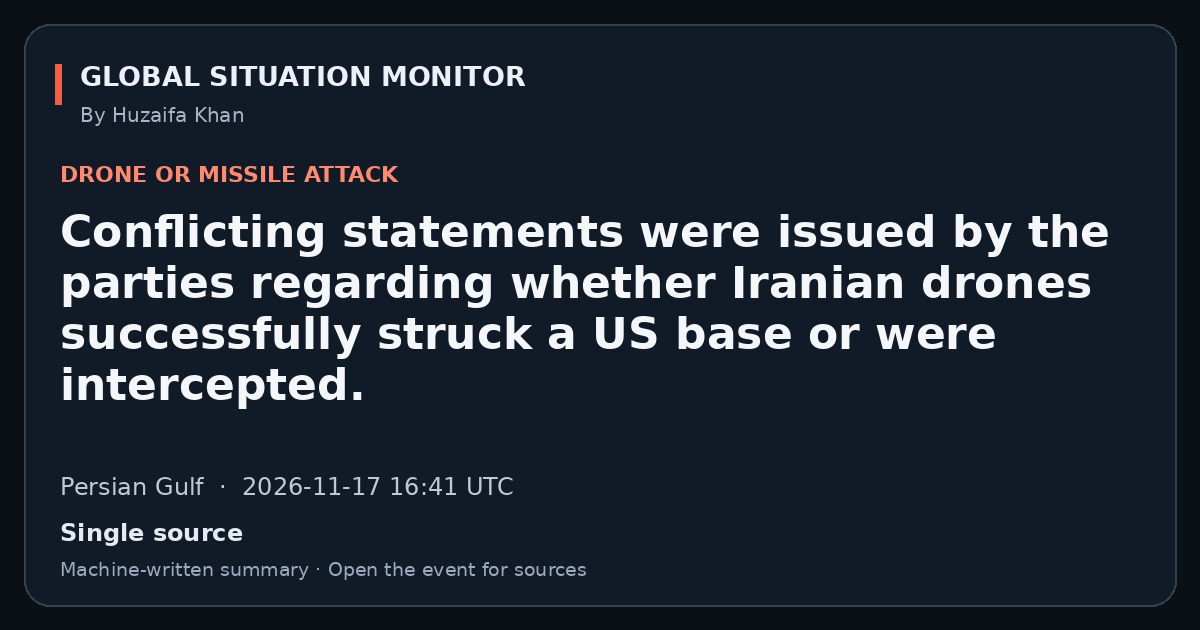 GLOBAL SITUATION MONITOR
By Huzaifa Khan
DRONE OR MISSILE ATTACK
Conflicting statements were issued by the
parties regarding whether Iranian drones
successfully struck a US base or were
intercepted.
Persian Gulf · 2026-11-17 16:41 UTC
Single source
Machine-written summary · Open the event for sources